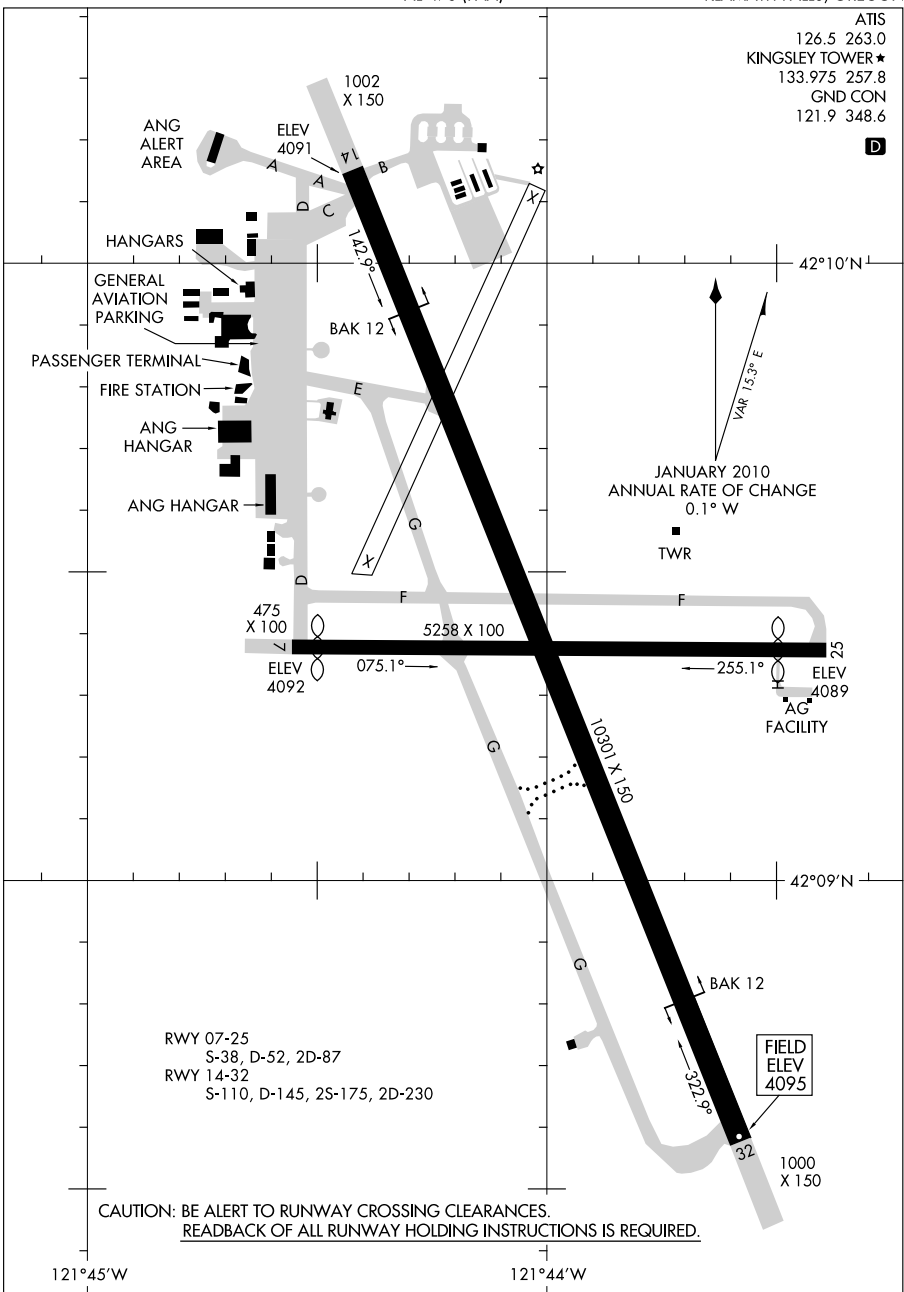 ATIS
126.5 263.0
KINGSLEY TOWER★
133.975 257.8
GND CON
121.9 348.6
D
1002
X 150
ANG
ALERT
AREA
ELEV
4091
14
A
A
B
C
D
142.9°
X
HANGARS
42°10'N
GENERAL
AVIATION
PARKING
BAK 12
PASSENGER TERMINAL
FIRE STATION
E
VAR 15.3° E
ANG
HANGAR
ANG HANGAR
JANUARY 2010
ANNUAL RATE OF CHANGE
0.1° W
G
TWR
X
D
F
F
475
X 100
5258 X 100
7
25
ELEV
4092
075.1°
255.1°
ELEV
4089
AG
FACILITY
G
10301 X 150
42°09'N
G
BAK 12
RWY 07-25
S-38, D-52, 2D-87
RWY 14-32
S-110, D-145, 2S-175, 2D-230
322.9°
FIELD
ELEV
4095
32
1000
X 150
CAUTION: BE ALERT TO RUNWAY CROSSING CLEARANCES.
READBACK OF ALL RUNWAY HOLDING INSTRUCTIONS IS REQUIRED.
121°45'W
121°44'W